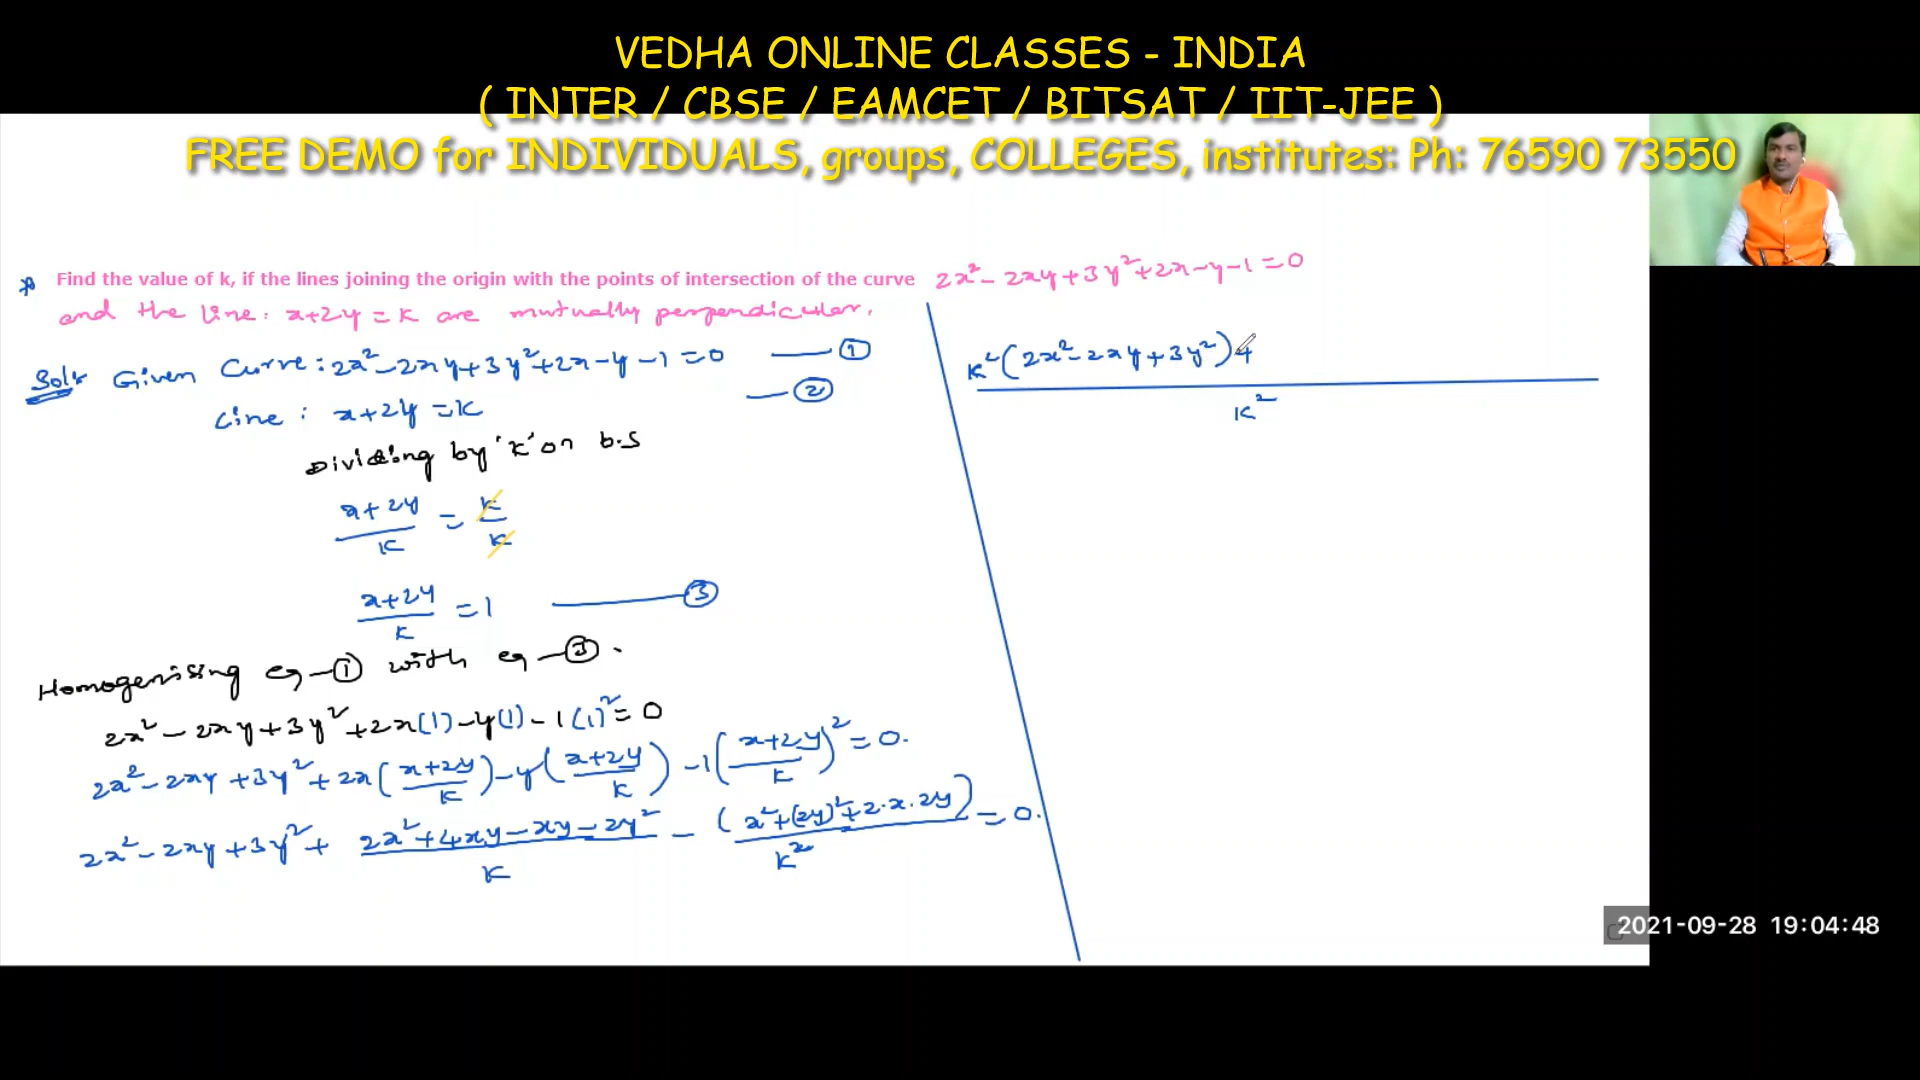 VEDHA ONLINE CLASSES - INDIA
( INTER / CBSE / EAMCET / BITSAT / IIT-JEE )
FREE DEMO for INDIVIDUALS, groups, COLLEGES, institutes: Ph: 76590 73550
Find the value of k, if the lines joining the origin with the points of intersection of the curve 2x² - 2xy + 3y² + 2x - y - 1 = 0
and the line: x + 2y = k are mutually perpendicular.
Sol: Given Curve: 2x² - 2xy + 3y² + 2x - y - 1 = 0 — ①
Line: x + 2y = k — ②
Dividing by 'k' on b.s
(x + 2y)/k = k/k
(x + 2y)/k = 1 — ③
Homogenising eq - ① with eq - ③.
2x² - 2xy + 3y² + 2x(1) - y(1) - 1(1)² = 0
2x² - 2xy + 3y² + 2x((x + 2y)/k) - y((x + 2y)/k) - 1((x + 2y)/k)² = 0.
2x² - 2xy + 3y² + (2x² + 4xy - xy - 2y²)/k - (x² + (2y)² + 2·x·2y)/k² = 0.
k²(2x² - 2xy + 3y²) +
k²
2021-09-28 19:04:48